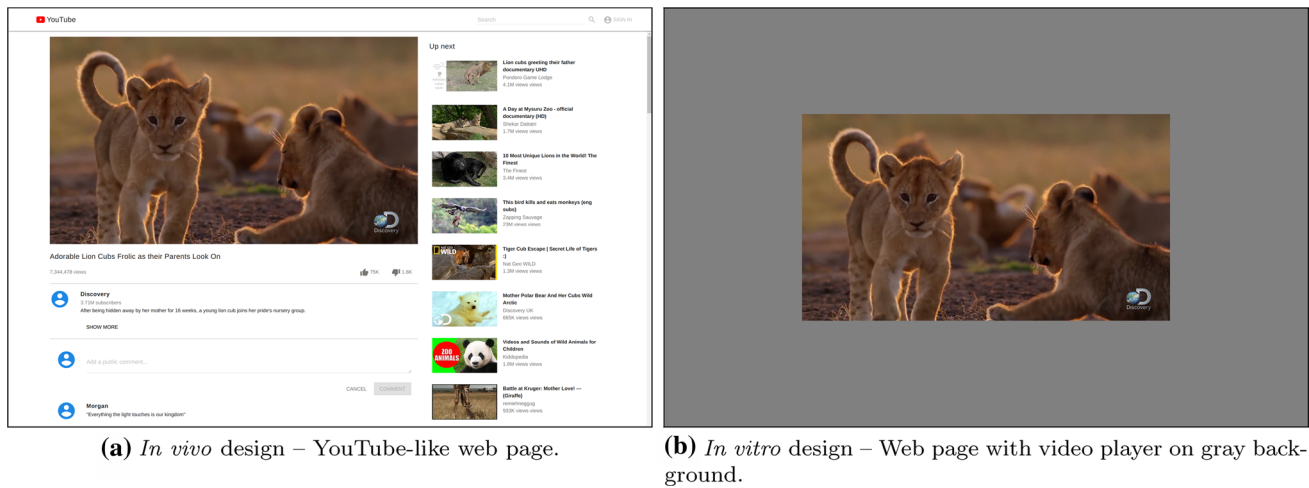 YouTube
Search
SIGN IN
Discovery
Adorable Lion Cubs Frolic as their Parents Look On
7,344,478 views
75K
1.8K
Discovery
3.73M subscribers
After being hidden away by her mother for 16 weeks, a young lion cub joins her pride's nursery group.
SHOW MORE
Add a public comment...
CANCEL
COMMENT
Morgan
"Everything the light touches is our kingdom"
Up next
Lion cubs greeting their father
documentary UHD
Pondoro Game Lodge
4.1M views views
A Day at Mysuru Zoo - official
documentary (HD)
Shekar Dattatri
1.7M views views
10 Most Unique Lions in the World! The
Finest
The Finest
3.4M views views
This bird kills and eats monkeys (eng
subs)
Zapping Sauvage
23M views views
WILD
Tiger Cub Escape | Secret Life of Tigers
:)
Nat Geo WILD
1.3M views views
Mother Polar Bear And Her Cubs Wild
Arctic
Discovery UK
665K views views
ZOO
ANIMALS
Videos and Sounds of Wild Animals for
Children
Kiddopedia
1.6M views views
Battle at Kruger: Mother Love! —
(Giraffe)
933K views views
Discovery
(a) In vivo design – YouTube-like web page.
(b) In vitro design – Web page with video player on gray back-
ground.